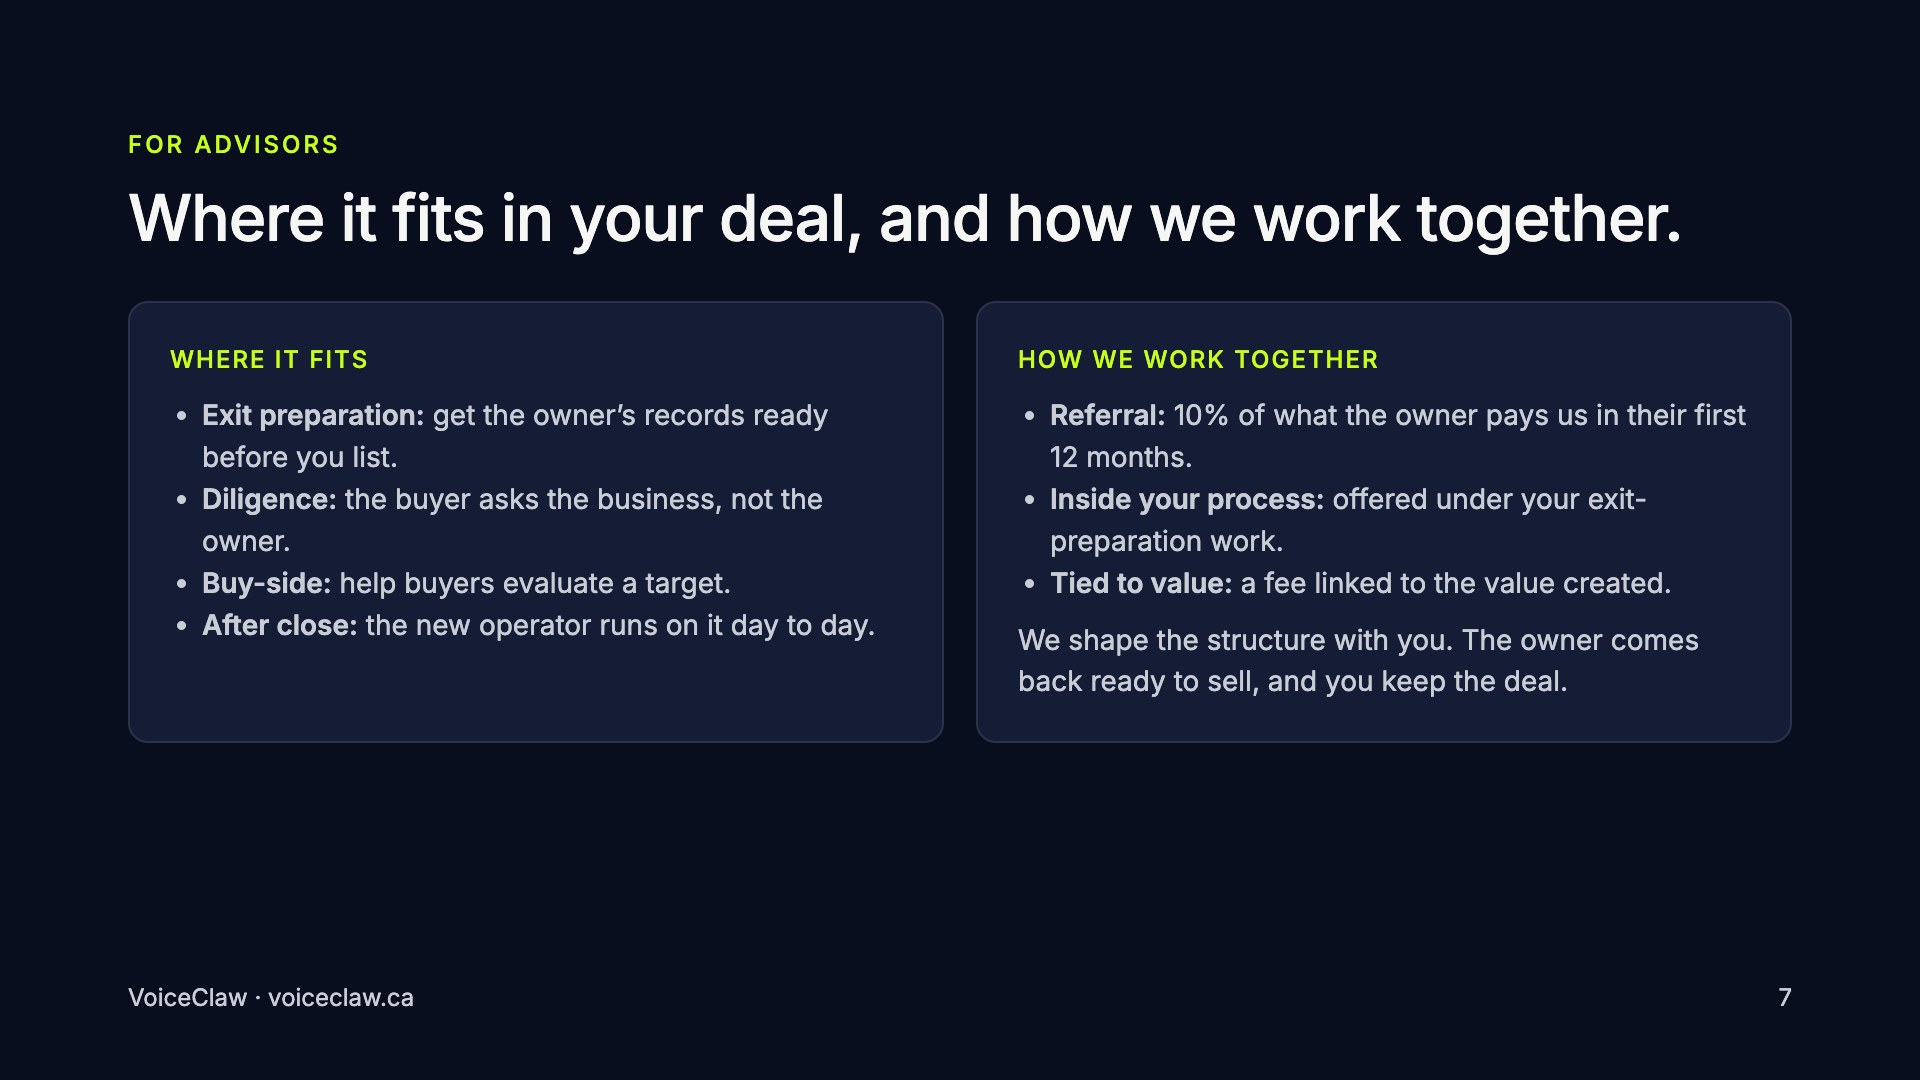 FOR ADVISORS
Where it fits in your deal, and how we work together.
WHERE IT FITS
• Exit preparation: get the owner’s records ready
before you list.
• Diligence: the buyer asks the business, not the
owner.
• Buy-side: help buyers evaluate a target.
• After close: the new operator runs on it day to day.
HOW WE WORK TOGETHER
• Referral: 10% of what the owner pays us in their first
12 months.
• Inside your process: offered under your exit-
preparation work.
• Tied to value: a fee linked to the value created.
We shape the structure with you. The owner comes
back ready to sell, and you keep the deal.
VoiceClaw · voiceclaw.ca
7